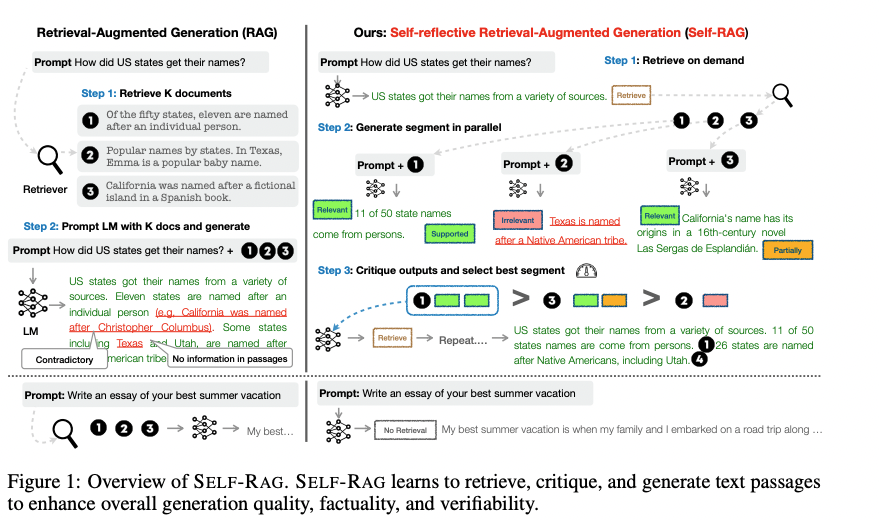 Retrieval-Augmented Generation (RAG)
Prompt How did US states get their names?
Step 1: Retrieve K documents
1 Of the fifty states, eleven are named
after an individual person.
2 Popular names by states. In Texas,
Emma is a popular baby name.
3 California was named after a fictional
island in a Spanish book.
Retriever
Step 2: Prompt LM with K docs and generate
Prompt How did US states get their names? + 1 2 3
LM
US states got their names from a variety of
sources. Eleven states are named after an
individual person (e.g. California was named
after Christopher Columbus). Some states
including Texas and Utah, are named after
Contradictory
No information in passages
merican tribe
Prompt: Write an essay of your best summer vacation
1 2 3
My best...
Ours: Self-reflective Retrieval-Augmented Generation (Self-RAG)
Prompt How did US states get their names?
Step 1: Retrieve on demand
US states got their names from a variety of sources.
Retrieve
Step 2: Generate segment in parallel
1 2 3
Prompt + 1
Prompt + 2
Prompt + 3
Relevant
11 of 50 state names
come from persons.
Supported
Irrelevant
Texas is named
after a Native American tribe.
Relevant
California's name has its
origins in a 16th-century novel
Las Sergas de Esplandián.
Partially
Step 3: Critique outputs and select best segment
1 > 3 > 2
Retrieve
Repeat....
US states got their names from a variety of sources. 11 of 50
states names are come from persons. 1 26 states are named
after Native Americans, including Utah. 4
Prompt: Write an essay of your best summer vacation
No Retrieval
My best summer vacation is when my family and I embarked on a road trip along ...
Figure 1: Overview of SELF-RAG. SELF-RAG learns to retrieve, critique, and generate text passages
to enhance overall generation quality, factuality, and verifiability.